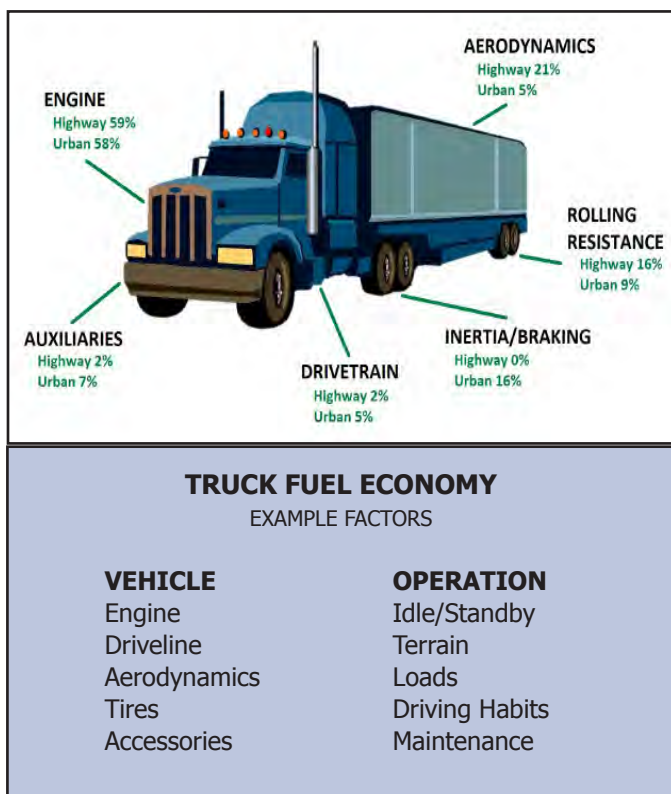 AERODYNAMICS
Highway 21%
Urban 5%
ENGINE
Highway 59%
Urban 58%
ROLLING
RESISTANCE
Highway 16%
Urban 9%
AUXILIARIES
Highway 2%
Urban 7%
DRIVETRAIN
Highway 2%
Urban 5%
INERTIA/BRAKING
Highway 0%
Urban 16%
TRUCK FUEL ECONOMY
EXAMPLE FACTORS
VEHICLE
Engine
Driveline
Aerodynamics
Tires
Accessories
OPERATION
Idle/Standby
Terrain
Loads
Driving Habits
Maintenance